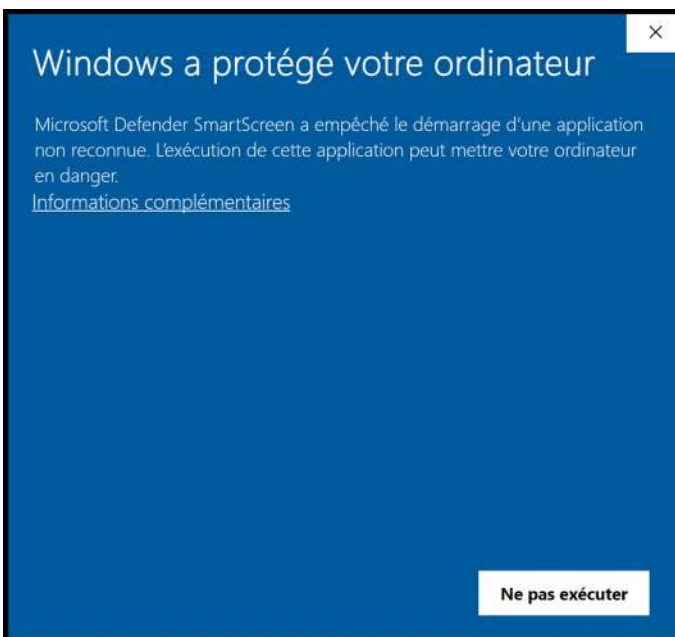 Windows a protégé votre ordinateur
Microsoft Defender SmartScreen a empêché le démarrage d'une application
non reconnue. L'exécution de cette application peut mettre votre ordinateur
en danger.
Informations complémentaires
Ne pas exécuter